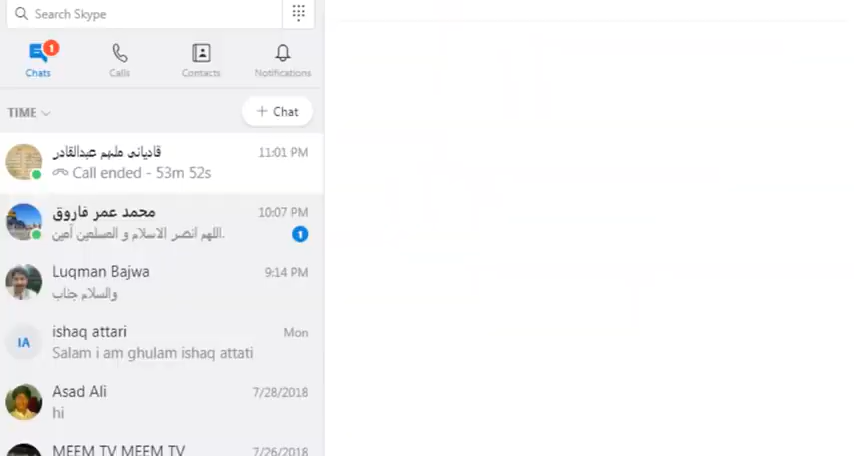 Search Skype
1
Chats
Calls
Contacts
Notifications
TIME
+ Chat
قادیانی ملہم عبدالقادر
11:01 PM
Call ended - 53m 52s
محمد عمر فاروق
10:07 PM
اللهم انصر الاسلام و المسلمین آمین.
1
Luqman Bajwa
9:14 PM
والسلام جناب
IA
ishaq attari
Mon
Salam i am ghulam ishaq attati
Asad Ali
7/28/2018
hi
MEEM TV MEEM TV
7/26/2018